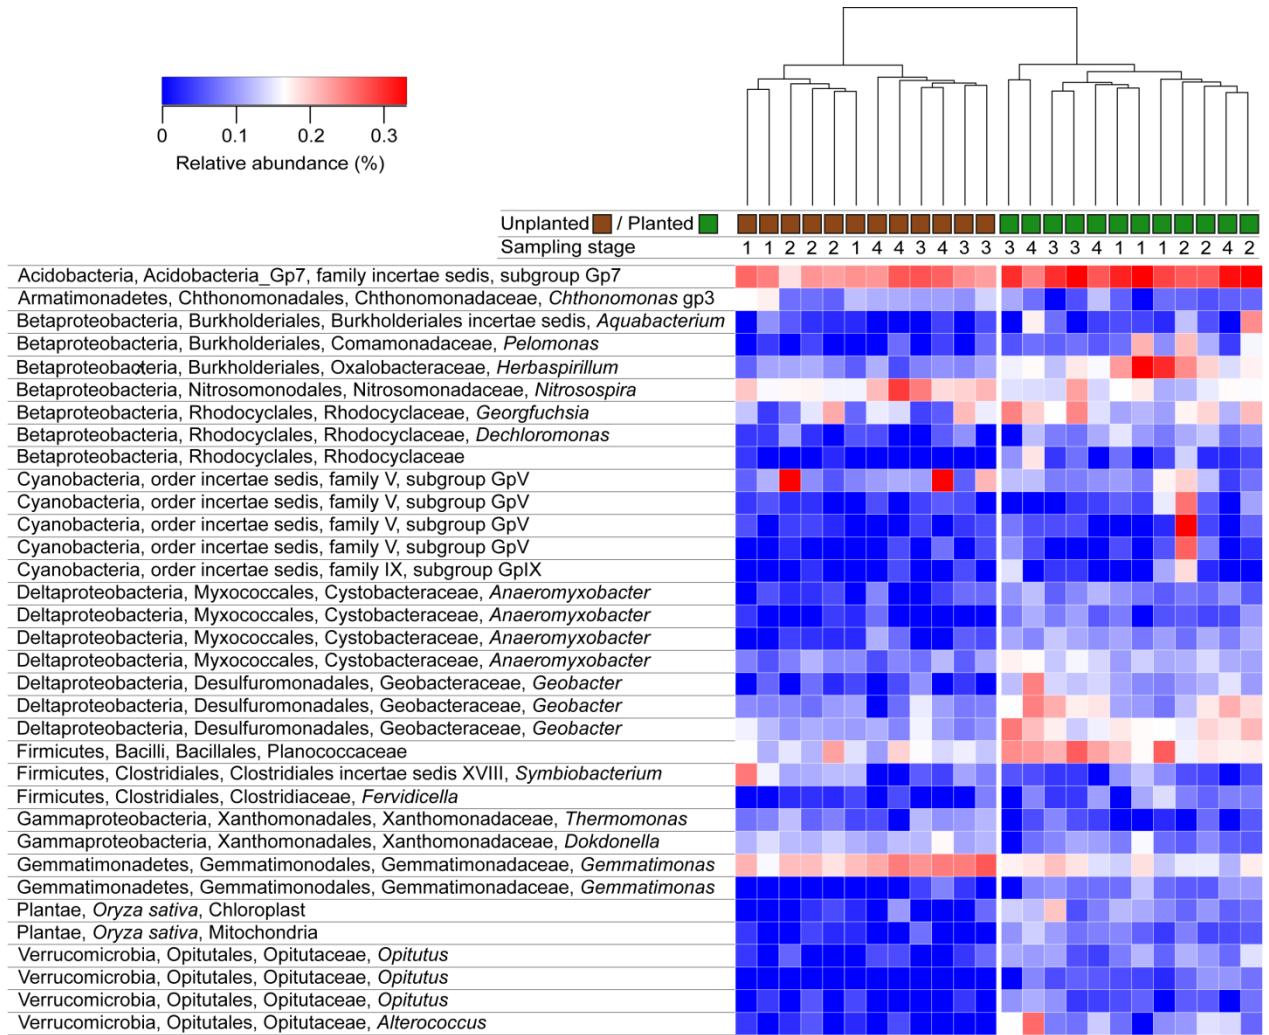 0 0.1 0.2 0.3
Relative abundance (%)
Unplanted / Planted
Sampling stage 1 1 2 2 2 1 4 4 3 4 3 3 3 4 3 3 4 1 1 1 2 2 4 2
Acidobacteria, Acidobacteria_Gp7, family incertae sedis, subgroup Gp7
Armatimonadetes, Chthonomonadales, Chthonomonadaceae, Chthonomonas gp3
Betaproteobacteria, Burkholderiales, Burkholderiales incertae sedis, Aquabacterium
Betaproteobacteria, Burkholderiales, Comamonadaceae, Pelomonas
Betaproteobacteria, Burkholderiales, Oxalobacteraceae, Herbaspirillum
Betaproteobacteria, Nitrosomonodales, Nitrosomonadaceae, Nitrosospira
Betaproteobacteria, Rhodocyclales, Rhodocyclaceae, Georgfuchsia
Betaproteobacteria, Rhodocyclales, Rhodocyclaceae, Dechloromonas
Betaproteobacteria, Rhodocyclales, Rhodocyclaceae
Cyanobacteria, order incertae sedis, family V, subgroup GpV
Cyanobacteria, order incertae sedis, family V, subgroup GpV
Cyanobacteria, order incertae sedis, family V, subgroup GpV
Cyanobacteria, order incertae sedis, family V, subgroup GpV
Cyanobacteria, order incertae sedis, family IX, subgroup GpIX
Deltaproteobacteria, Myxococcales, Cystobacteraceae, Anaeromyxobacter
Deltaproteobacteria, Myxococcales, Cystobacteraceae, Anaeromyxobacter
Deltaproteobacteria, Myxococcales, Cystobacteraceae, Anaeromyxobacter
Deltaproteobacteria, Myxococcales, Cystobacteraceae, Anaeromyxobacter
Deltaproteobacteria, Desulfuromonadales, Geobacteraceae, Geobacter
Deltaproteobacteria, Desulfuromonadales, Geobacteraceae, Geobacter
Deltaproteobacteria, Desulfuromonadales, Geobacteraceae, Geobacter
Firmicutes, Bacilli, Bacillales, Planococcaceae
Firmicutes, Clostridiales, Clostridiales incertae sedis XVIII, Symbiobacterium
Firmicutes, Clostridiales, Clostridiaceae, Fervidicella
Gammaproteobacteria, Xanthomonadales, Xanthomonadaceae, Thermomonas
Gammaproteobacteria, Xanthomonadales, Xanthomonadaceae, Dokdonella
Gemmatimonadetes, Gemmatimonodales, Gemmatimonadaceae, Gemmatimonas
Gemmatimonadetes, Gemmatimonodales, Gemmatimonadaceae, Gemmatimonas
Plantae, Oryza sativa, Chloroplast
Plantae, Oryza sativa, Mitochondria
Verrucomicrobia, Opitutales, Opitutaceae, Opitutus
Verrucomicrobia, Opitutales, Opitutaceae, Opitutus
Verrucomicrobia, Opitutales, Opitutaceae, Opitutus
Verrucomicrobia, Opitutales, Opitutaceae, Alterococcus